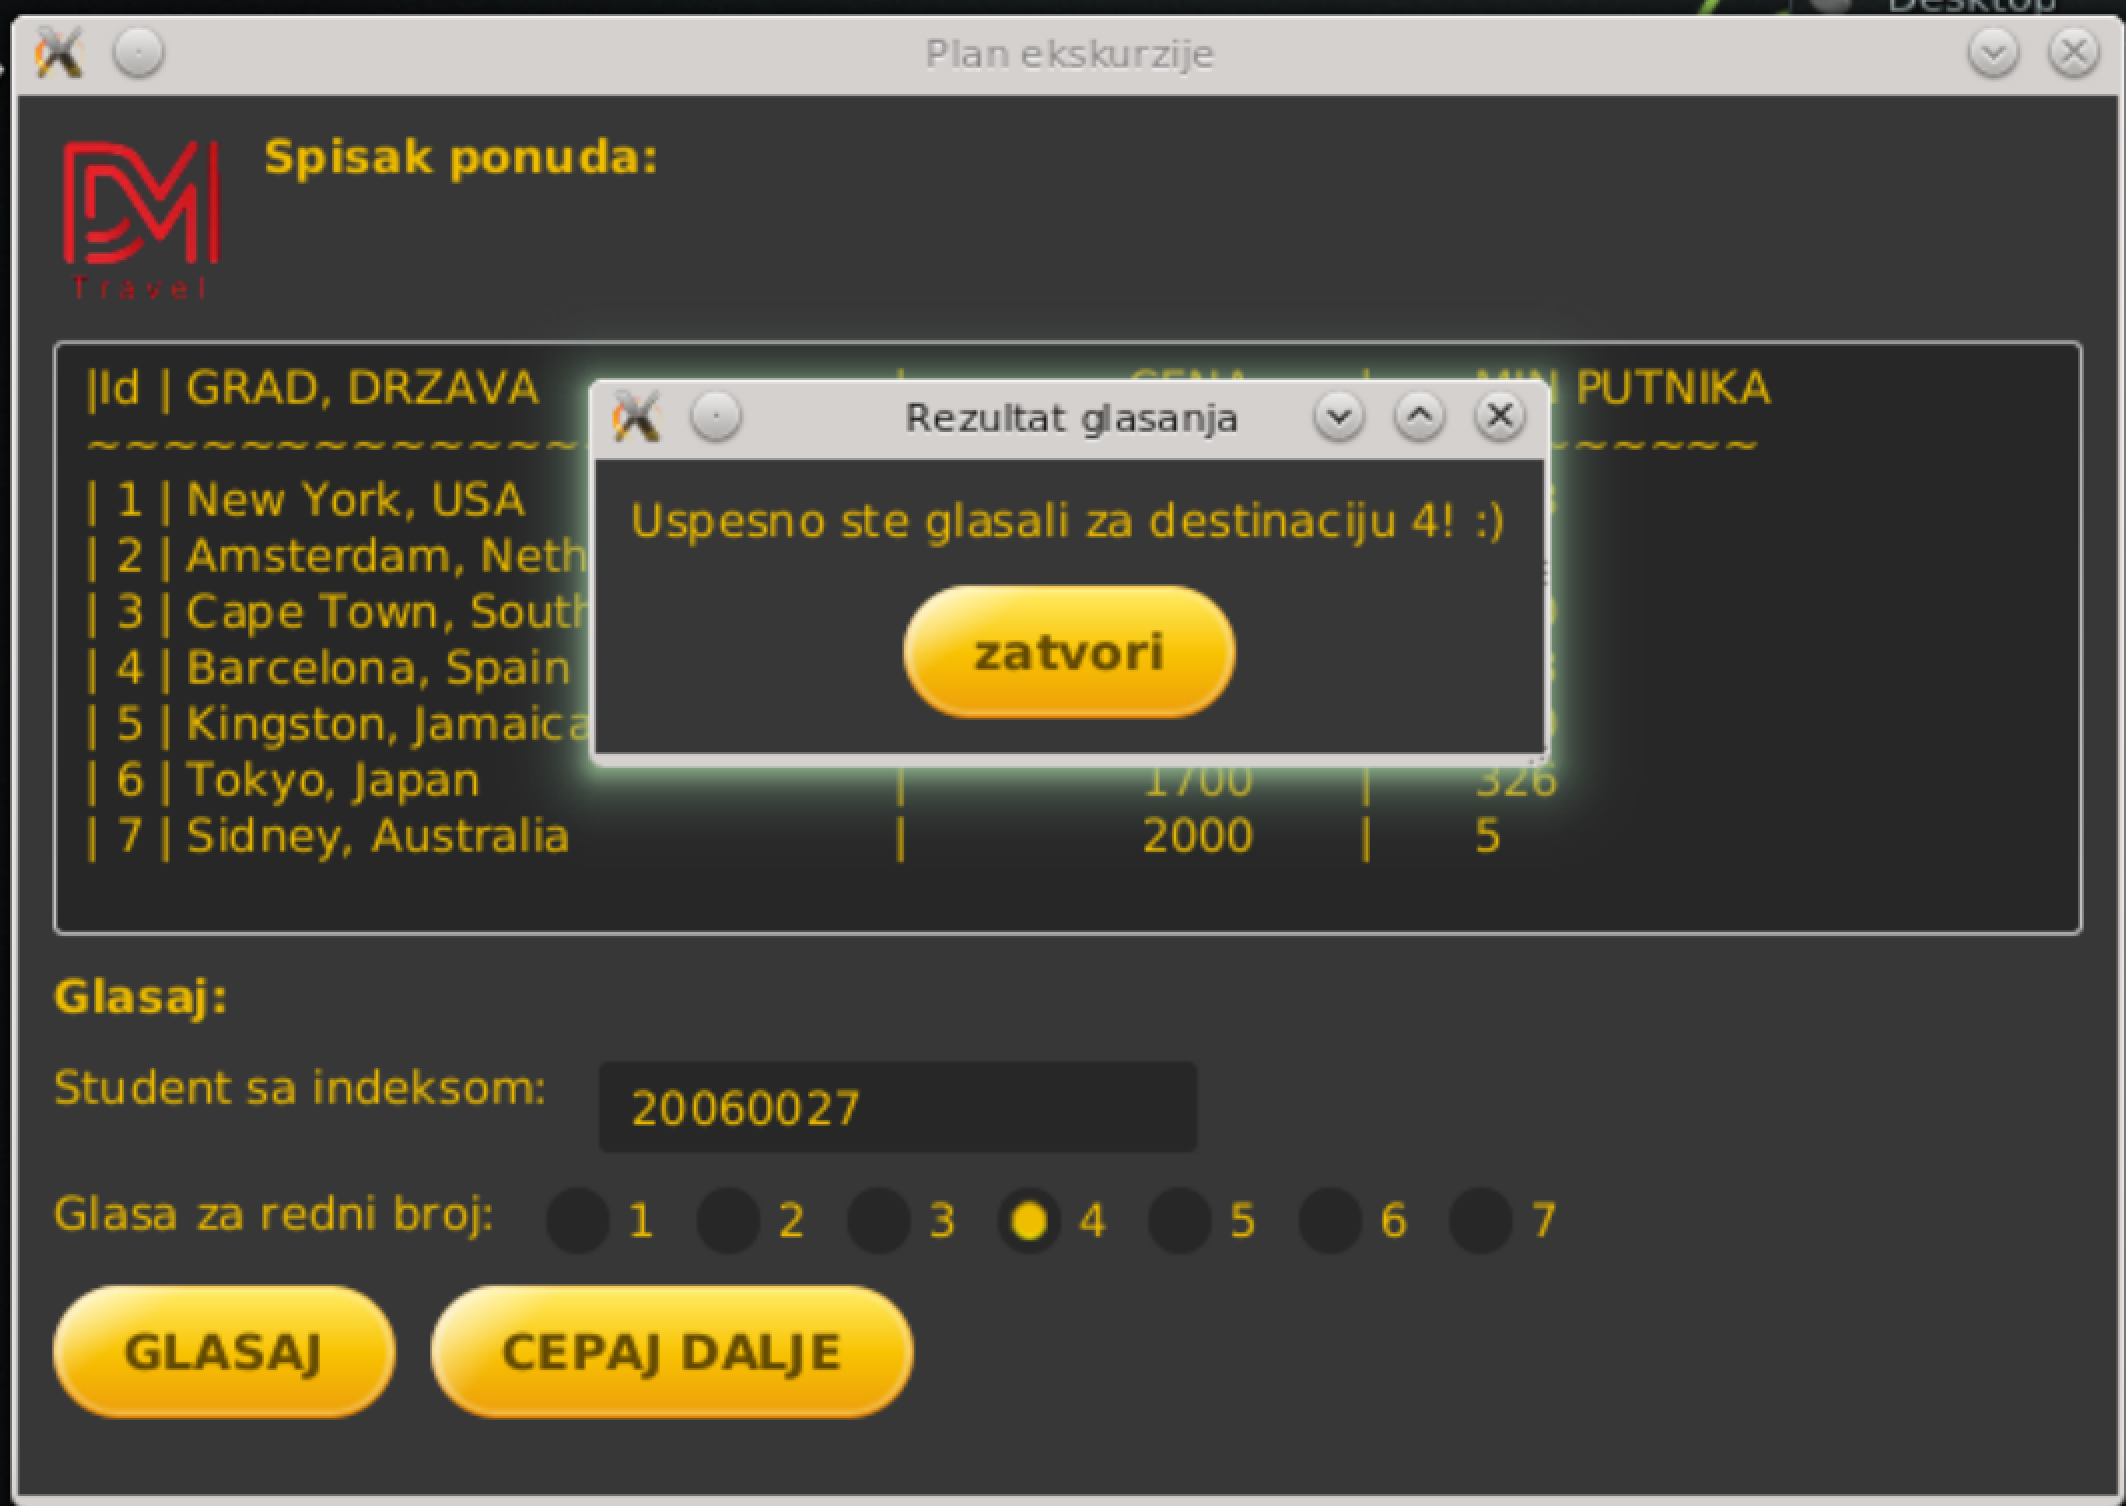 Desktop
Plan ekskurzije
DM
Travel
Spisak ponuda:
|Id | GRAD, DRZAVA | CENA | MIN PUTNIKA
~~~~~~~~~~~~~~ ~~~~~~
| 1 | New York, USA
| 2 | Amsterdam, Neth
| 3 | Cape Town, South
| 4 | Barcelona, Spain
| 5 | Kingston, Jamaica
| 6 | Tokyo, Japan | 1700 | 326
| 7 | Sidney, Australia | 2000 | 5
Rezultat glasanja
Uspesno ste glasali za destinaciju 4! :)
zatvori
Glasaj:
Student sa indeksom: 20060027
Glasa za redni broj: 1 2 3 4 5 6 7
GLASAJ CEPAJ DALJE